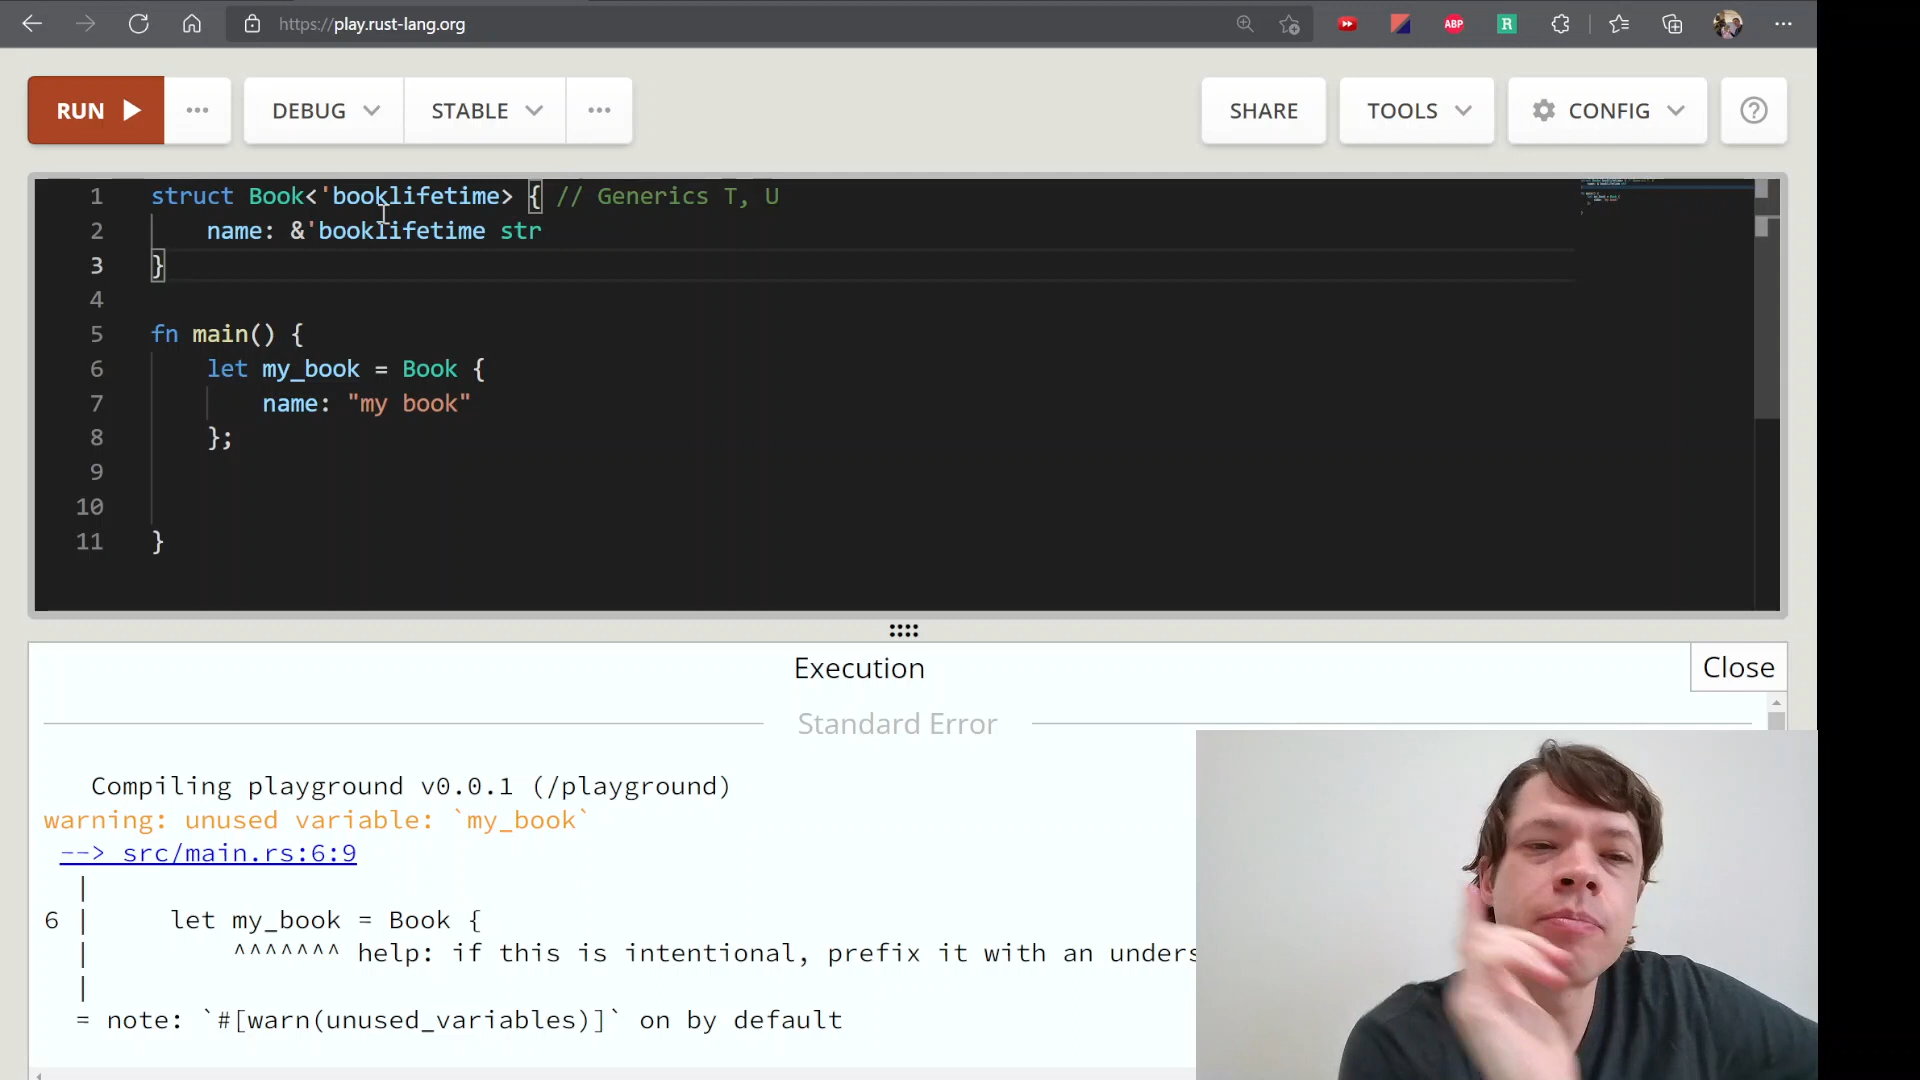 https://play.rust-lang.org
ABP
R
RUN
DEBUG
STABLE
SHARE
TOOLS
CONFIG
?
1 struct Book<'booklifetime> { // Generics T, U
2 name: &'booklifetime str
3 }
4
5 fn main() {
6 let my_book = Book {
7 name: "my book"
8 };
9
10
11 }
Execution
Close
Standard Error
Compiling playground v0.0.1 (/playground)
warning: unused variable: `my_book`
--> src/main.rs:6:9
|
6 | let my_book = Book {
| ^^^^^^^ help: if this is intentional, prefix it with an unders
|
= note: `#[warn(unused_variables)]` on by default